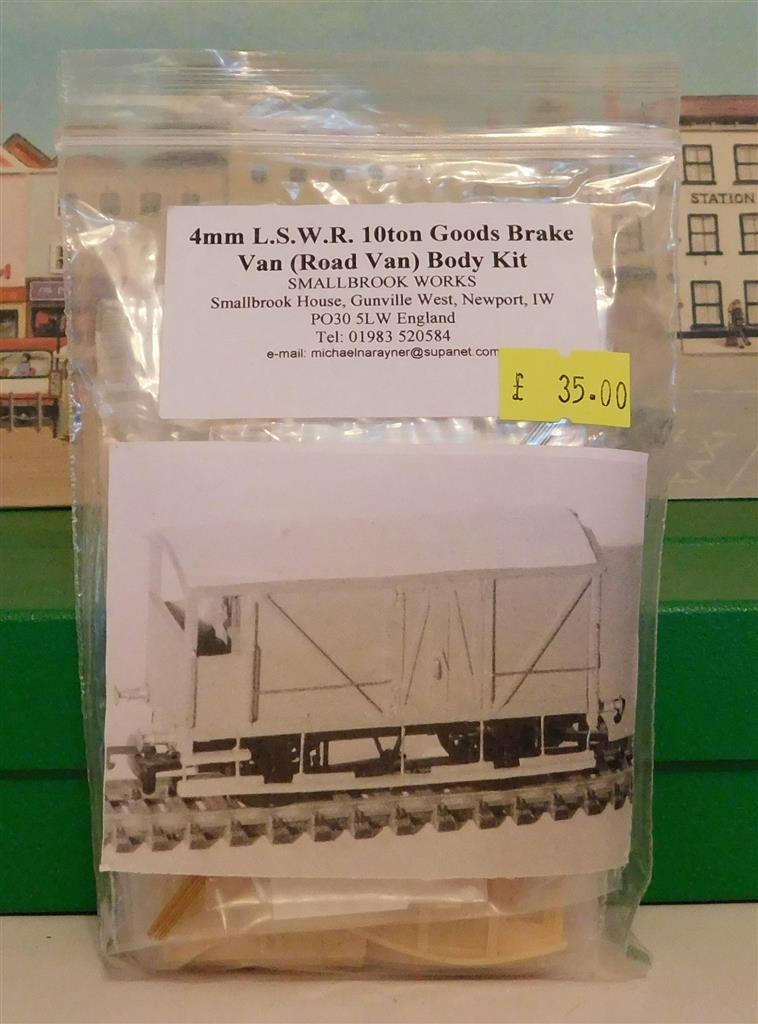 STATION
4mm L.S.W.R. 10ton Goods Brake
Van (Road Van) Body Kit
SMALLBROOK WORKS
Smallbrook House, Gunville West, Newport, IW
PO30 5LW England
Tel: 01983 520584
e-mail: michaelnarayner@supanet.com
£ 35.00